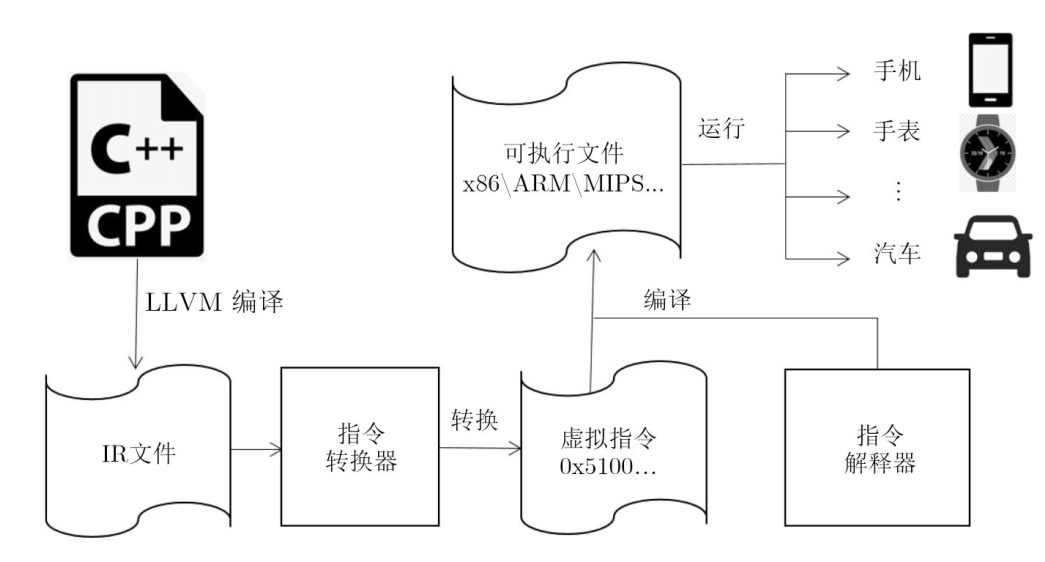 C++
CPP
LLVM 编译
IR文件
指令
转换器
转换
虚拟指令
0x5100...
编译
指令
解释器
可执行文件
x86\ARM\MIPS...
运行
手机
手表
⋮
汽车